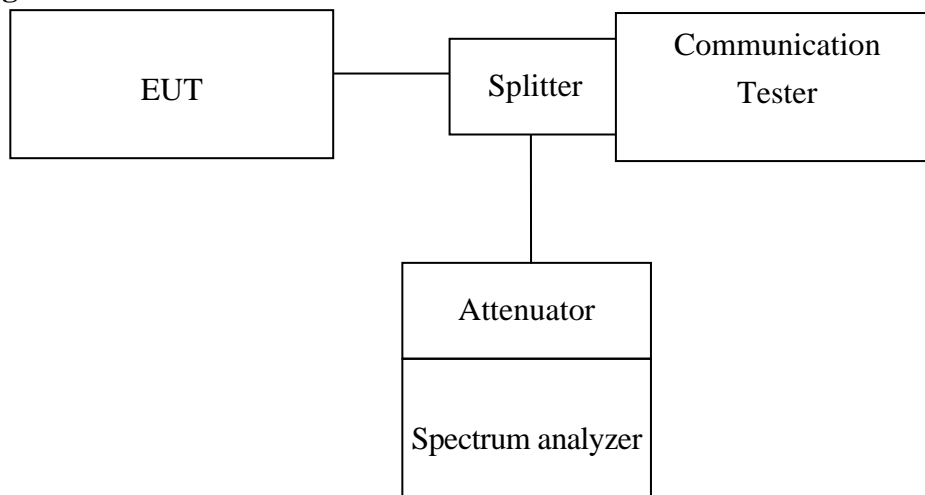 EUT
Splitter
Communication
Tester
Attenuator
Spectrum analyzer